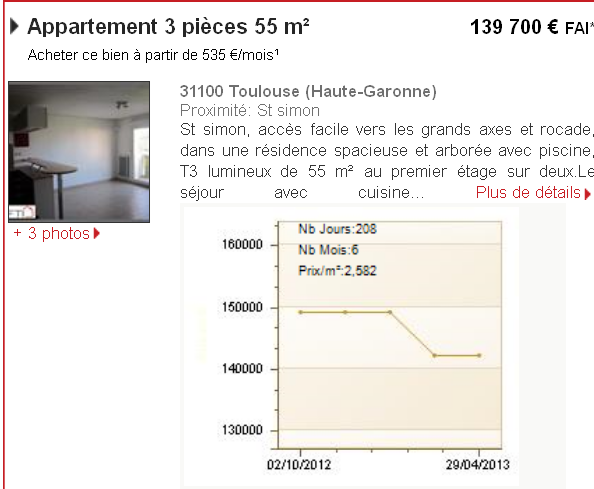 Appartement 3 pièces 55 m²
139 700 € FAI*
Acheter ce bien à partir de 535 €/mois¹
31100 Toulouse (Haute-Garonne)
Proximité: St simon
St simon, accès facile vers les grands axes et rocade,
dans une résidence spacieuse et arborée avec piscine,
T3 lumineux de 55 m² au premier étage sur deux.Le
séjour avec cuisine... Plus de détails
+ 3 photos
Nb Jours:208
Nb Mois:6
Prix/m²:2,582
160000
150000
140000
130000
02/10/2012
29/04/2013